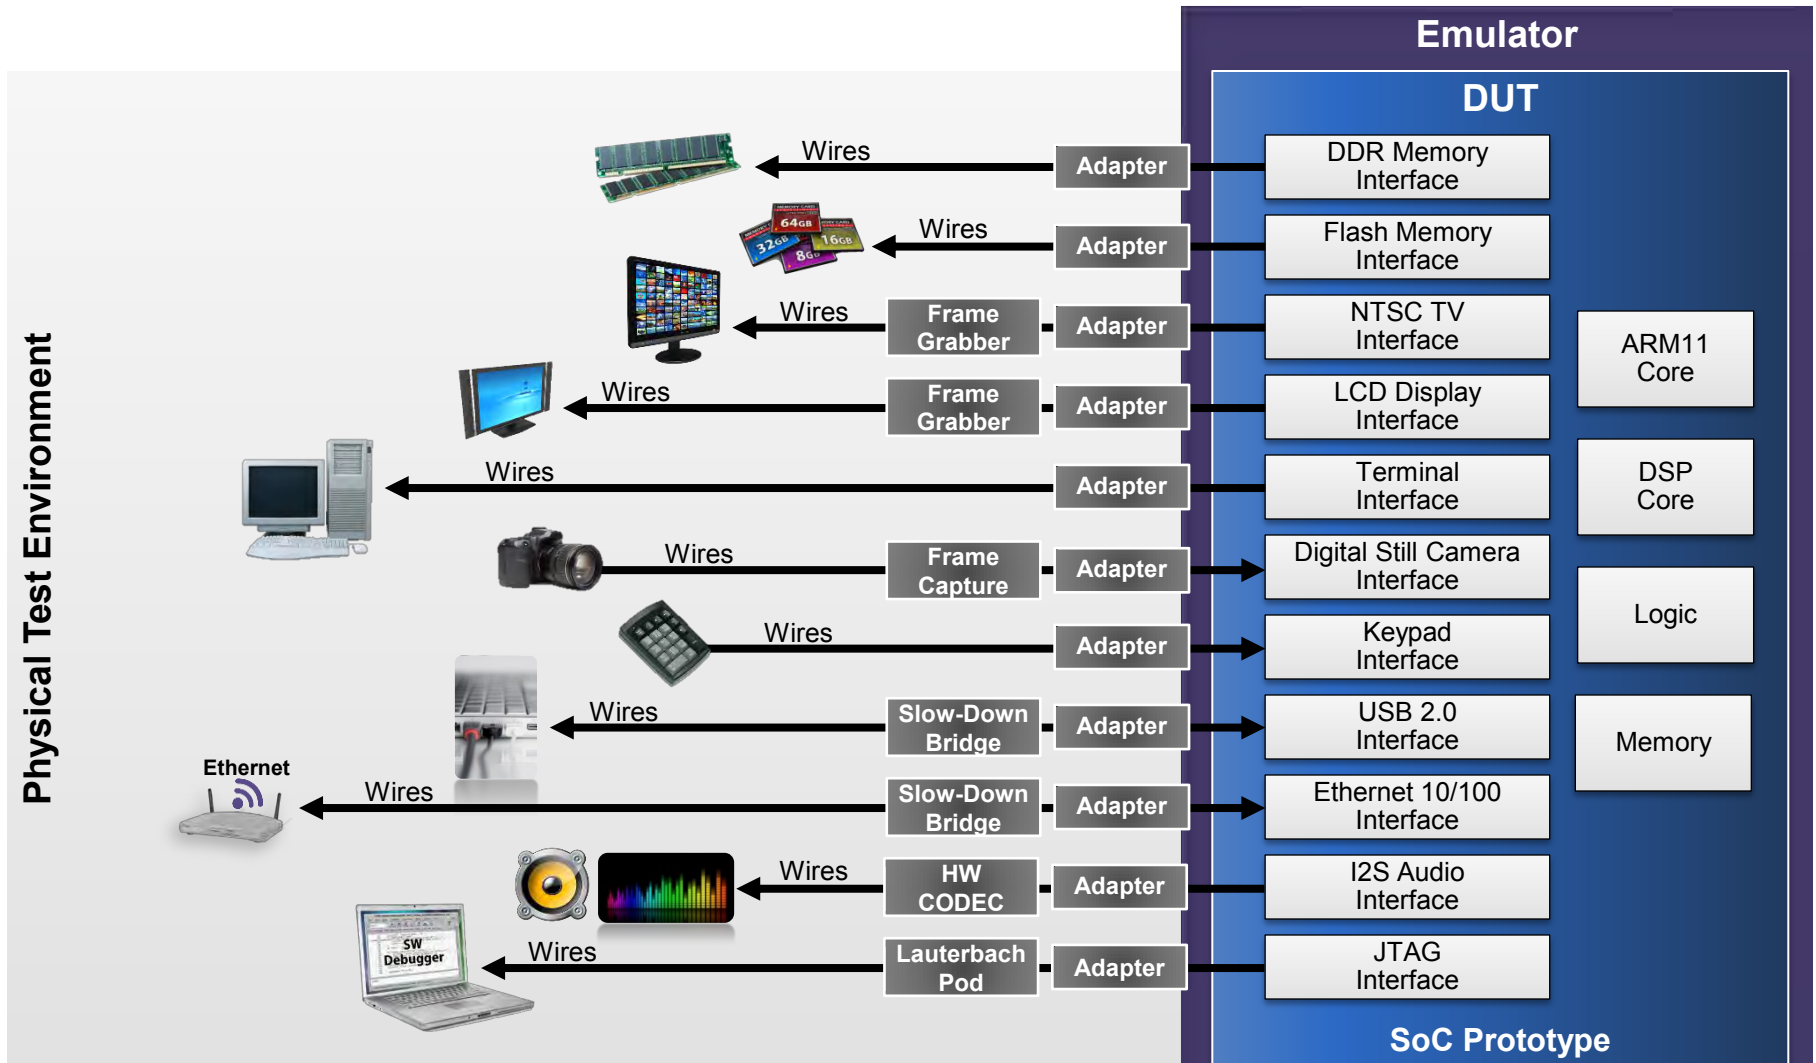 Emulator
DUT
Physical Test Environment
Wires
Adapter
DDR Memory
Interface
MEMORY CARD
64GB
32GB
16GB
8GB
Wires
Adapter
Flash Memory
Interface
Wires
Frame
Grabber
Adapter
NTSC TV
Interface
ARM11
Core
Wires
Frame
Grabber
Adapter
LCD Display
Interface
Wires
Adapter
Terminal
Interface
DSP
Core
Wires
Frame
Capture
Adapter
Digital Still Camera
Interface
Wires
Adapter
Keypad
Interface
Logic
Wires
Slow-Down
Bridge
Adapter
USB 2.0
Interface
Memory
Ethernet
Wires
Slow-Down
Bridge
Adapter
Ethernet 10/100
Interface
Wires
HW
CODEC
Adapter
I2S Audio
Interface
SW
Debugger
Wires
Lauterbach
Pod
Adapter
JTAG
Interface
SoC Prototype